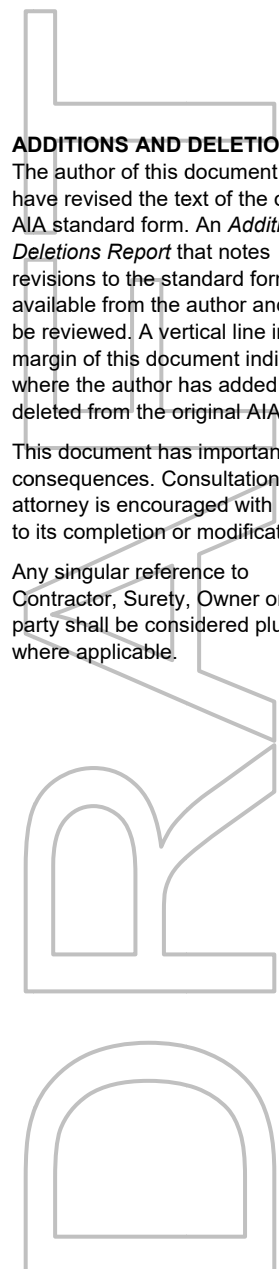 ADDITIONS AND DELETIO
The author of this document
have revised the text of the o
AIA standard form. An Additi
Deletions Report that notes
revisions to the standard for
available from the author and
be reviewed. A vertical line in
margin of this document indi
where the author has added
deleted from the original AIA
This document has importan
consequences. Consultation
attorney is encouraged with
to its completion or modificat
Any singular reference to
Contractor, Surety, Owner or
party shall be considered plu
where applicable.
DRAFT